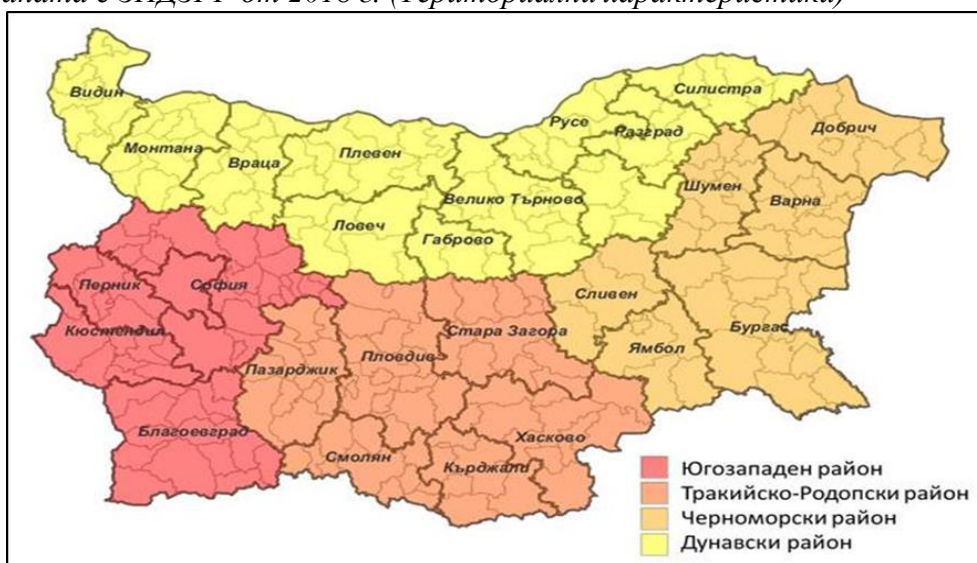 Видин
Силистра
Русе
Добрич
Разград
Монтана
Враца
Плевен
Шумен
Варна
Велико Търново
Ловеч
Габрово
Перник
София
Сливен
Кюстендил
Стара Загора
Бургас
Пловдив
Ямбол
Пазарджик
Благоевград
Хасково
Смолян
Кърджали
Югозападен район
Тракийско-Родопски район
Черноморски район
Дунавски район